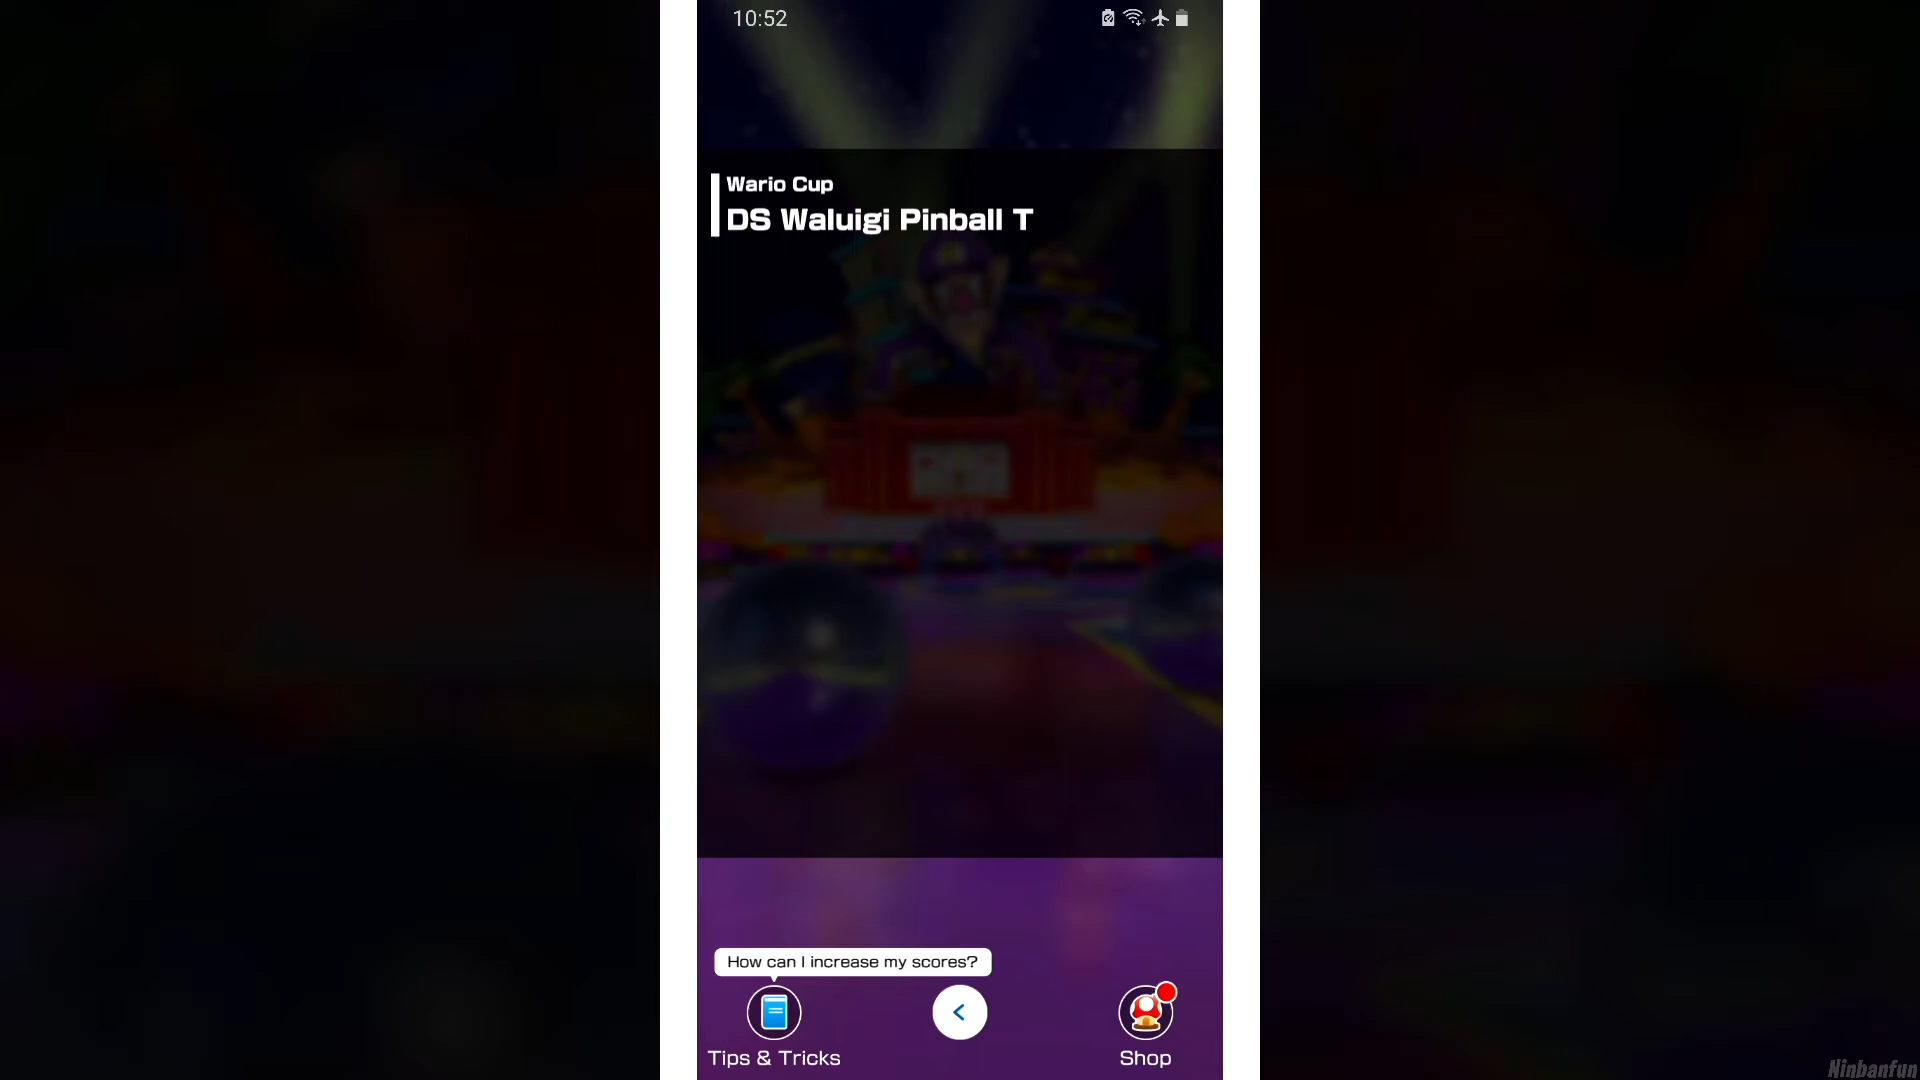 10:52
Wario Cup
DS Waluigi Pinball T
How can I increase my scores?
Tips & Tricks
Shop
Ninbanfun